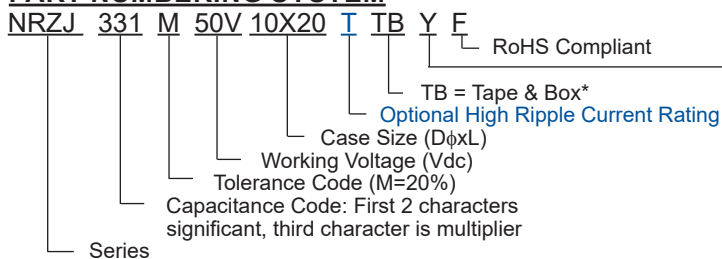 PART NUMBERING SYSTEM
NRZJ 331 M 50V 10X20 T TB Y F
RoHS Compliant
TB = Tape & Box*
Optional High Ripple Current Rating
Case Size (DϕxL)
Working Voltage (Vdc)
Tolerance Code (M=20%)
Capacitance Code: First 2 characters
significant, third character is multiplier
Series